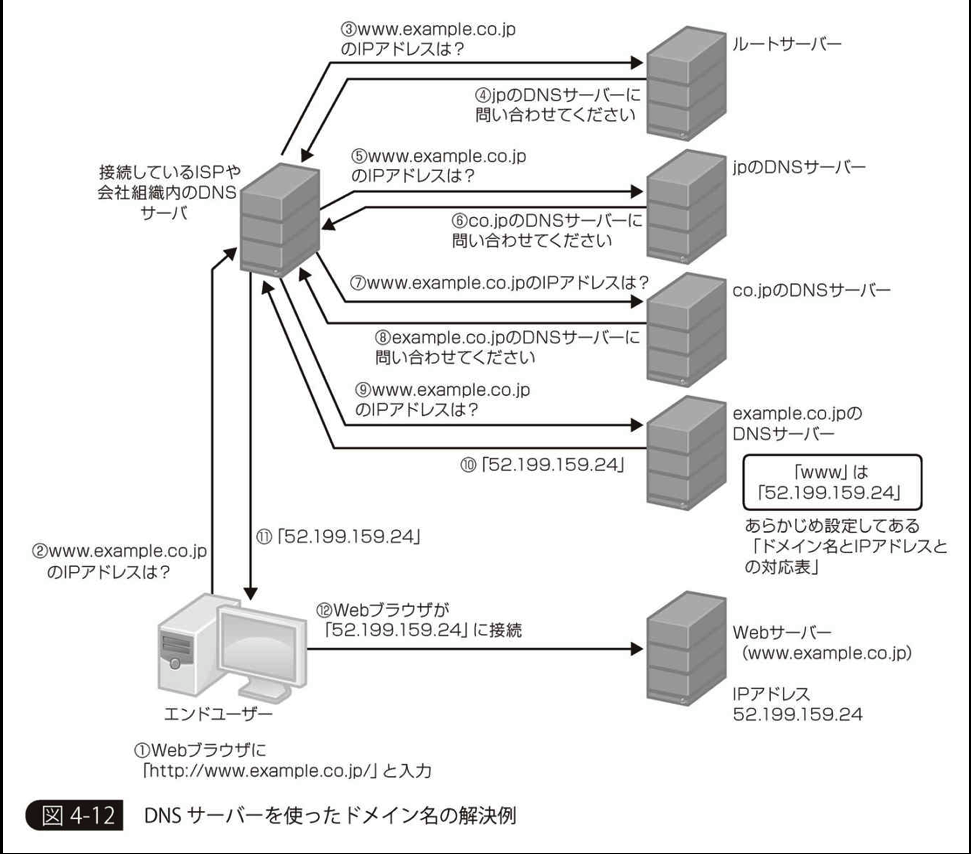 ③www.example.co.jp
のIPアドレスは？
ルートサーバー
④jpのDNSサーバーに
問い合わせてください
接続しているISPや
会社組織内のDNS
サーバ
⑤www.example.co.jp
のIPアドレスは？
jpのDNSサーバー
⑥co.jpのDNSサーバーに
問い合わせてください
⑦www.example.co.jpのIPアドレスは？
co.jpのDNSサーバー
⑧example.co.jpのDNSサーバーに
問い合わせてください
⑨www.example.co.jp
のIPアドレスは？
example.co.jpの
DNSサーバー
⑩「52.199.159.24」
「www」は
「52.199.159.24」
あらかじめ設定してある
「ドメイン名とIPアドレスと
の対応表」
⑪「52.199.159.24」
②www.example.co.jp
のIPアドレスは？
⑫Webブラウザが
「52.199.159.24」に接続
Webサーバー
（www.example.co.jp）
IPアドレス
52.199.159.24
エンドユーザー
①Webブラウザに
「http://www.example.co.jp/」と入力
図 4-12 DNS サーバーを使ったドメイン名の解決例